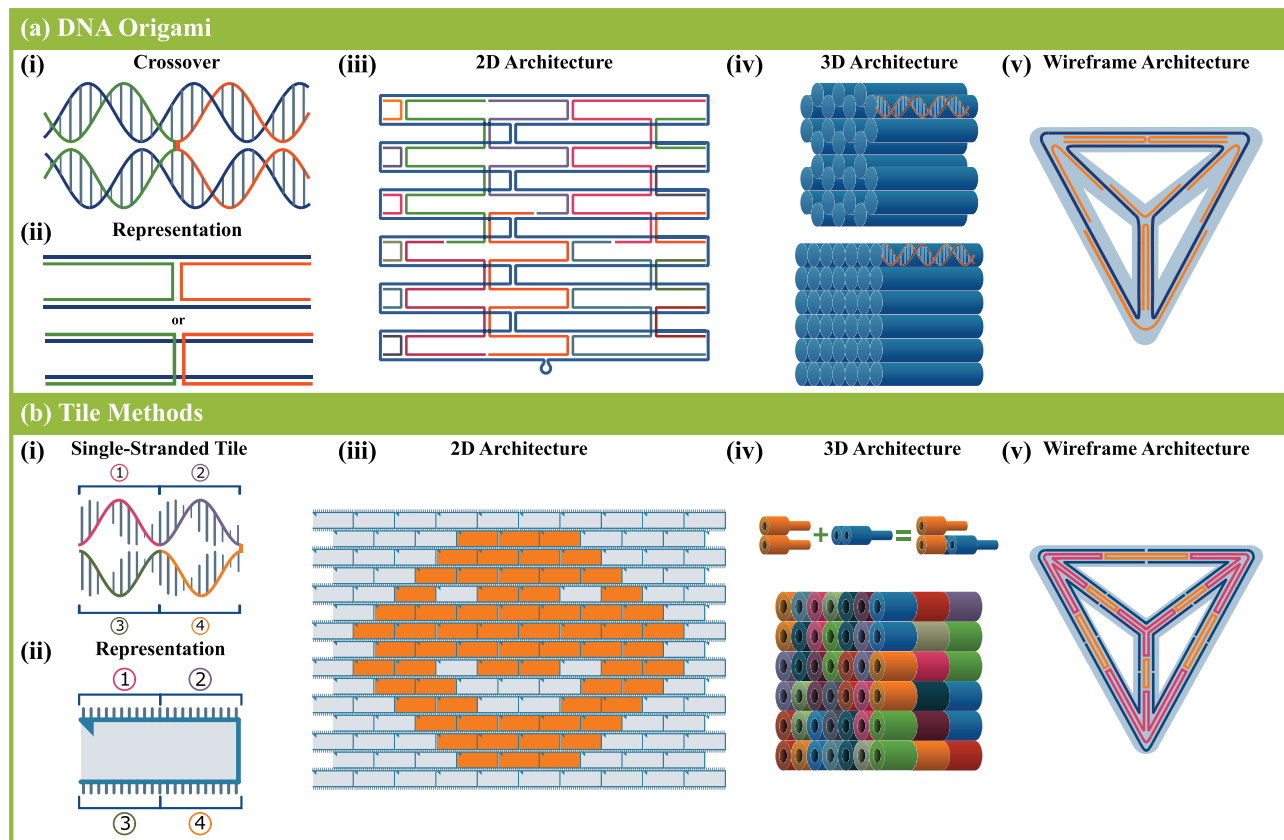 (a) DNA Origami
(i) Crossover
(ii) Representation
or
(iii) 2D Architecture
(iv) 3D Architecture
(v) Wireframe Architecture
(b) Tile Methods
(i) Single-Stranded Tile
1 2
3 4
(ii) Representation
1 2
3 4
(iii) 2D Architecture
(iv) 3D Architecture
+ =
(v) Wireframe Architecture